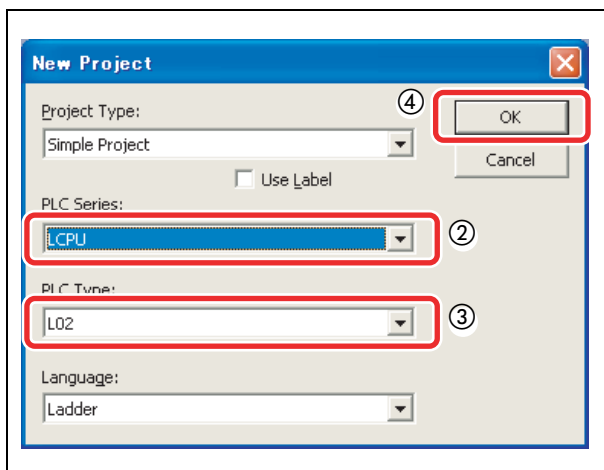 New Project
④
Project Type:
OK
Simple Project
Cancel
Use Label
PLC Series:
LCPU
②
PLC Type:
L02
③
Language:
Ladder